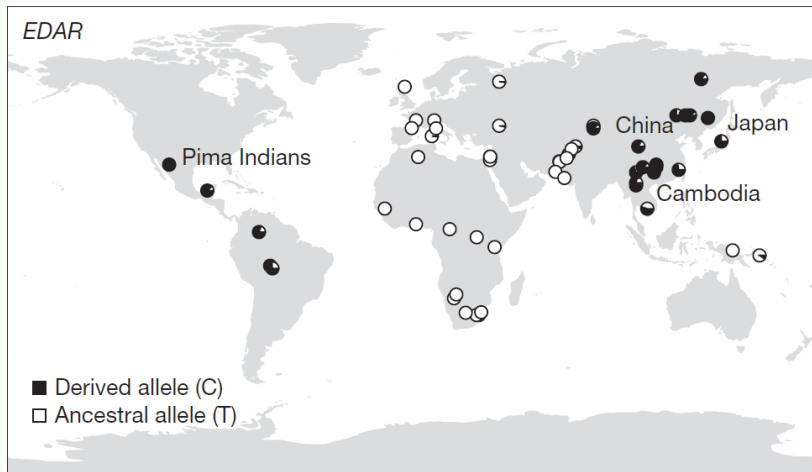 EDAR
China
Japan
Pima Indians
Cambodia
Derived allele (C)
Ancestral allele (T)